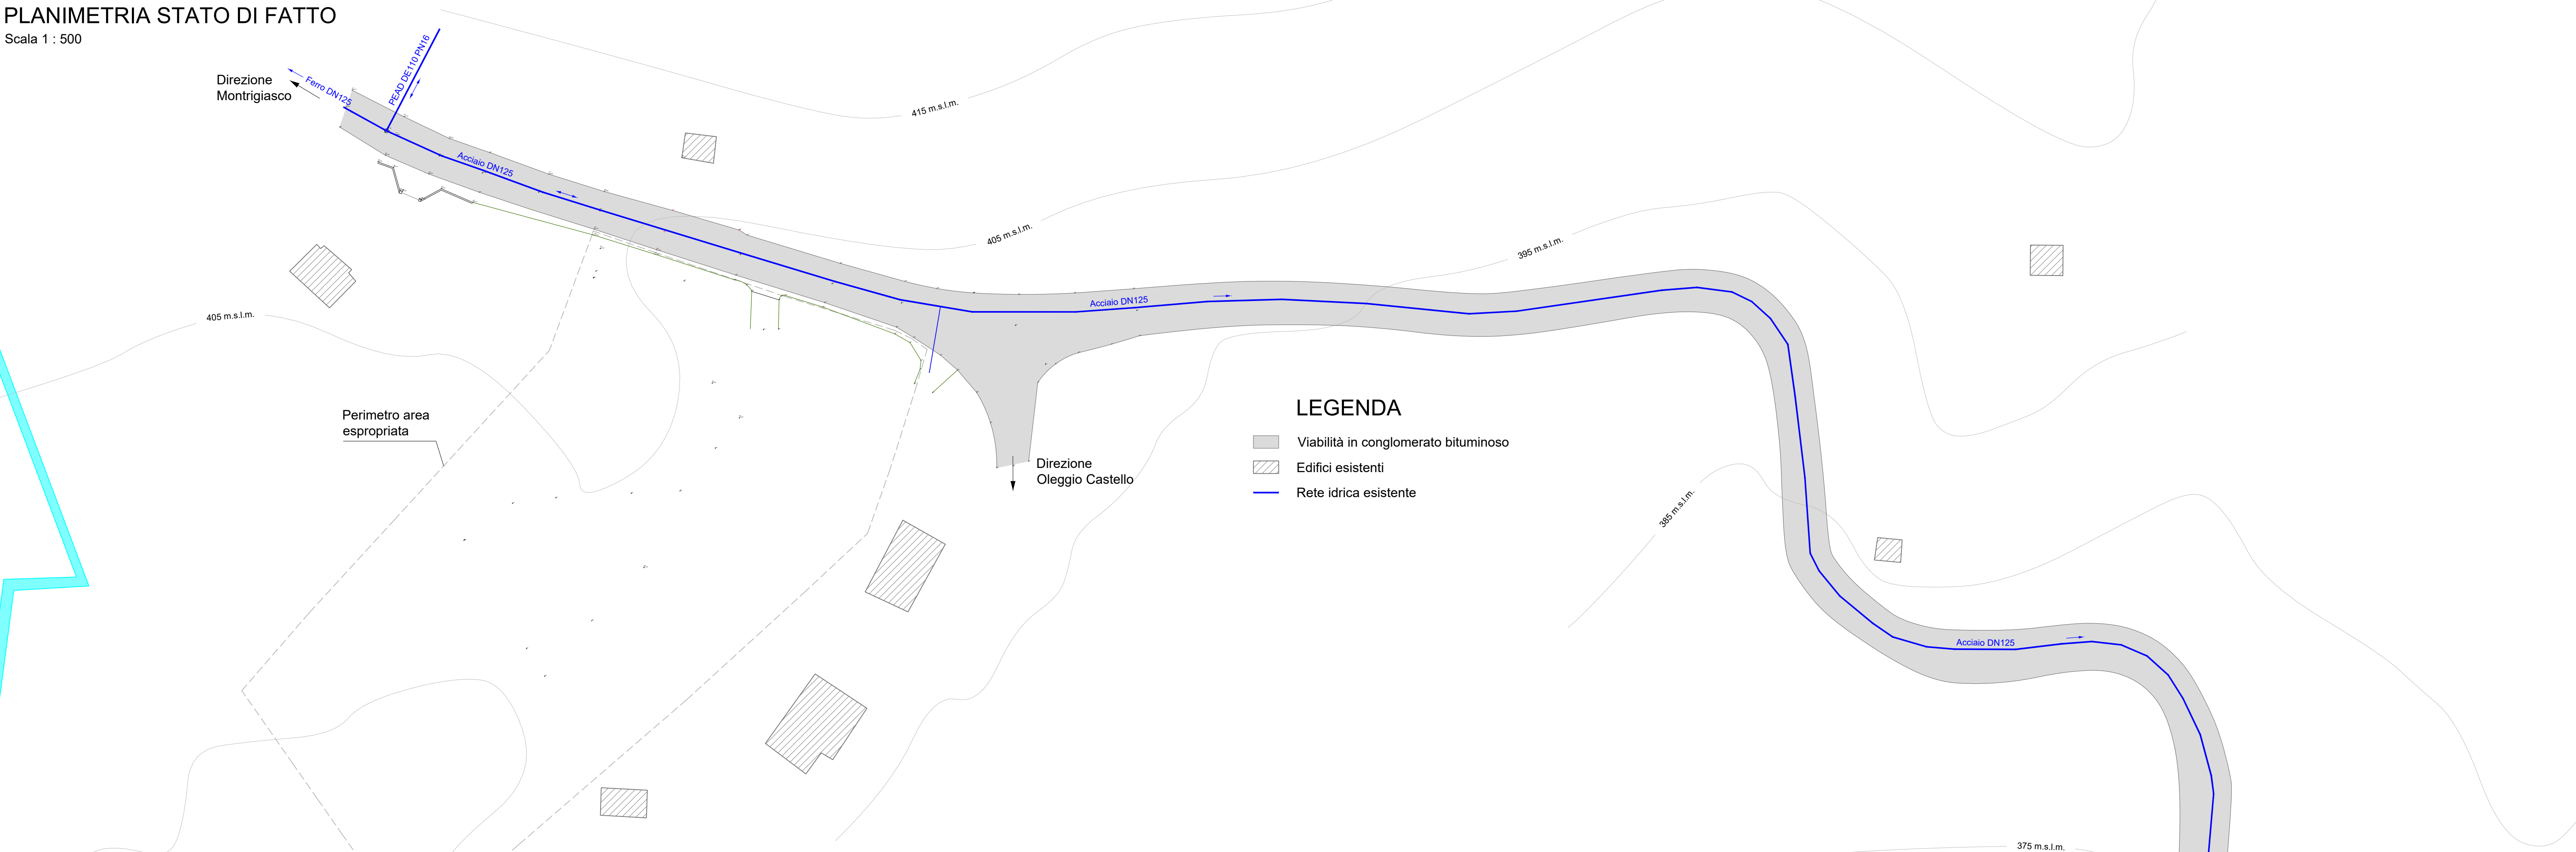 PLANIMETRIA STATO DI FATTO
Scala 1 : 500
Direzione
Montrigiasco
Ferro DN125
PEAD DE110 PN16
Acciaio DN125
415 m.s.l.m.
405 m.s.l.m.
395 m.s.l.m.
Acciaio DN125
405 m.s.l.m.
Perimetro area
espropriata
Direzione
Oleggio Castello
LEGENDA
Viabilità in conglomerato bituminoso
Edifici esistenti
Rete idrica esistente
385 m.s.l.m.
Acciaio DN125
375 m.s.l.m.